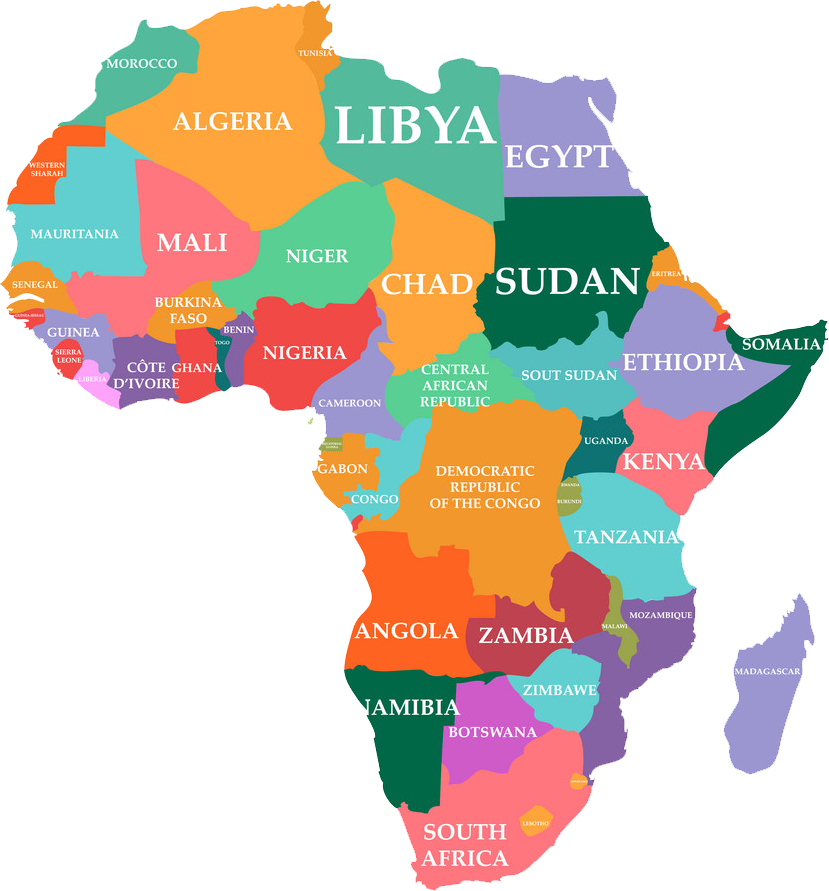 TUNISIA
MOROCCO
ALGERIA
LIBYA
EGYPT
WESTERN
SHARAH
MAURITANIA
MALI
NIGER
CHAD
SUDAN
ERITREA
SENEGAL
BURKINA
FASO
GUINEA-BISSAU
GUINEA
BENIN
TOGO
SIERRA
LEONE
LIBERIA
CÔTE
D'IVOIRE
GHANA
NIGERIA
CAMEROON
CENTRAL
AFRICAN
REPUBLIC
SOUT SUDAN
ETHIOPIA
SOMALIA
UGANDA
KENYA
GABON
CONGO
DEMOCRATIC
REPUBLIC
OF THE CONGO
RWANDA
BURUNDI
TANZANIA
ANGOLA
ZAMBIA
MALAWI
MOZAMBIQUE
MADAGASCAR
NAMIBIA
ZIMBAWE
BOTSWANA
LESOTHO
SOUTH
AFRICA